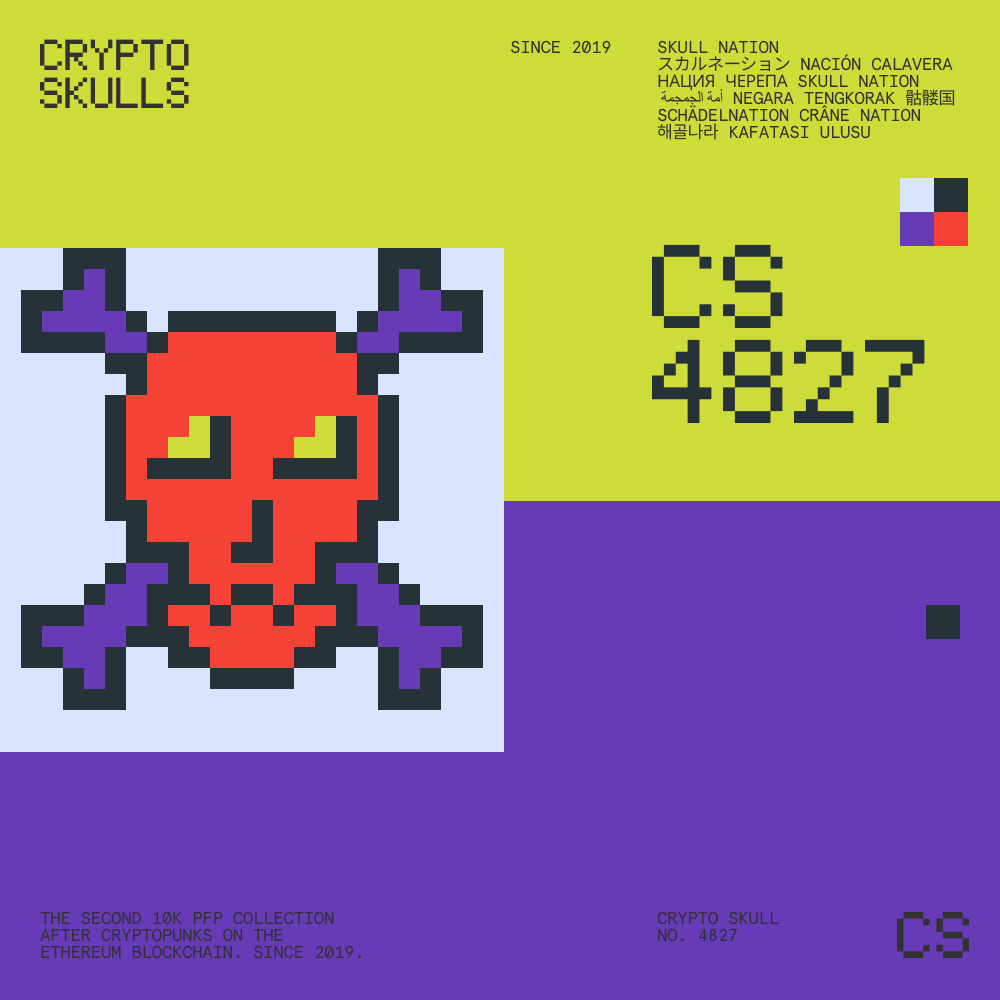 CRYPTO
SKULLS
SINCE 2019
SKULL NATION
スカルネーション NACIÓN CALAVERA
НАЦИЯ ЧЕРЕПА SKULL NATION
أمة الجمجمة NEGARA TENGKORAK 骷髅国
SCHÄDELNATION CRÂNE NATION
해골나라 KAFATASI ULUSU
CS
4827
THE SECOND 10K PFP COLLECTION
AFTER CRYPTOPUNKS ON THE
ETHEREUM BLOCKCHAIN. SINCE 2019.
CRYPTO SKULL
NO. 4827
CS